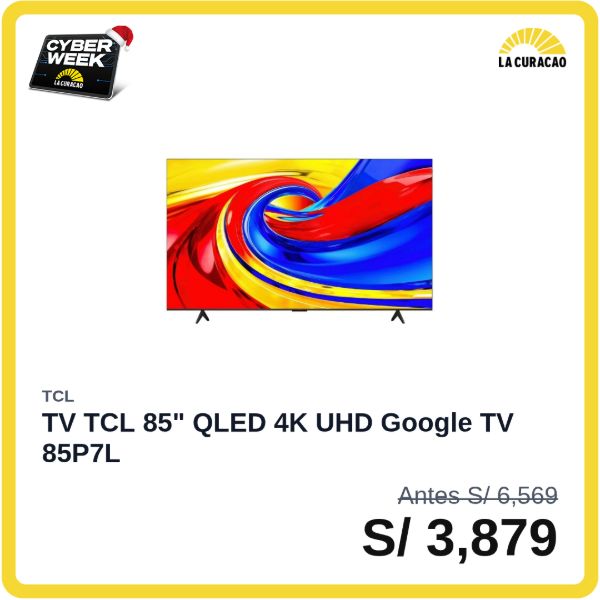 CYBER
WEEK
LA CURACAO
LA CURACAO
TCL
TV TCL 85" QLED 4K UHD Google TV
85P7L
Antes S/ 6,569
S/ 3,879